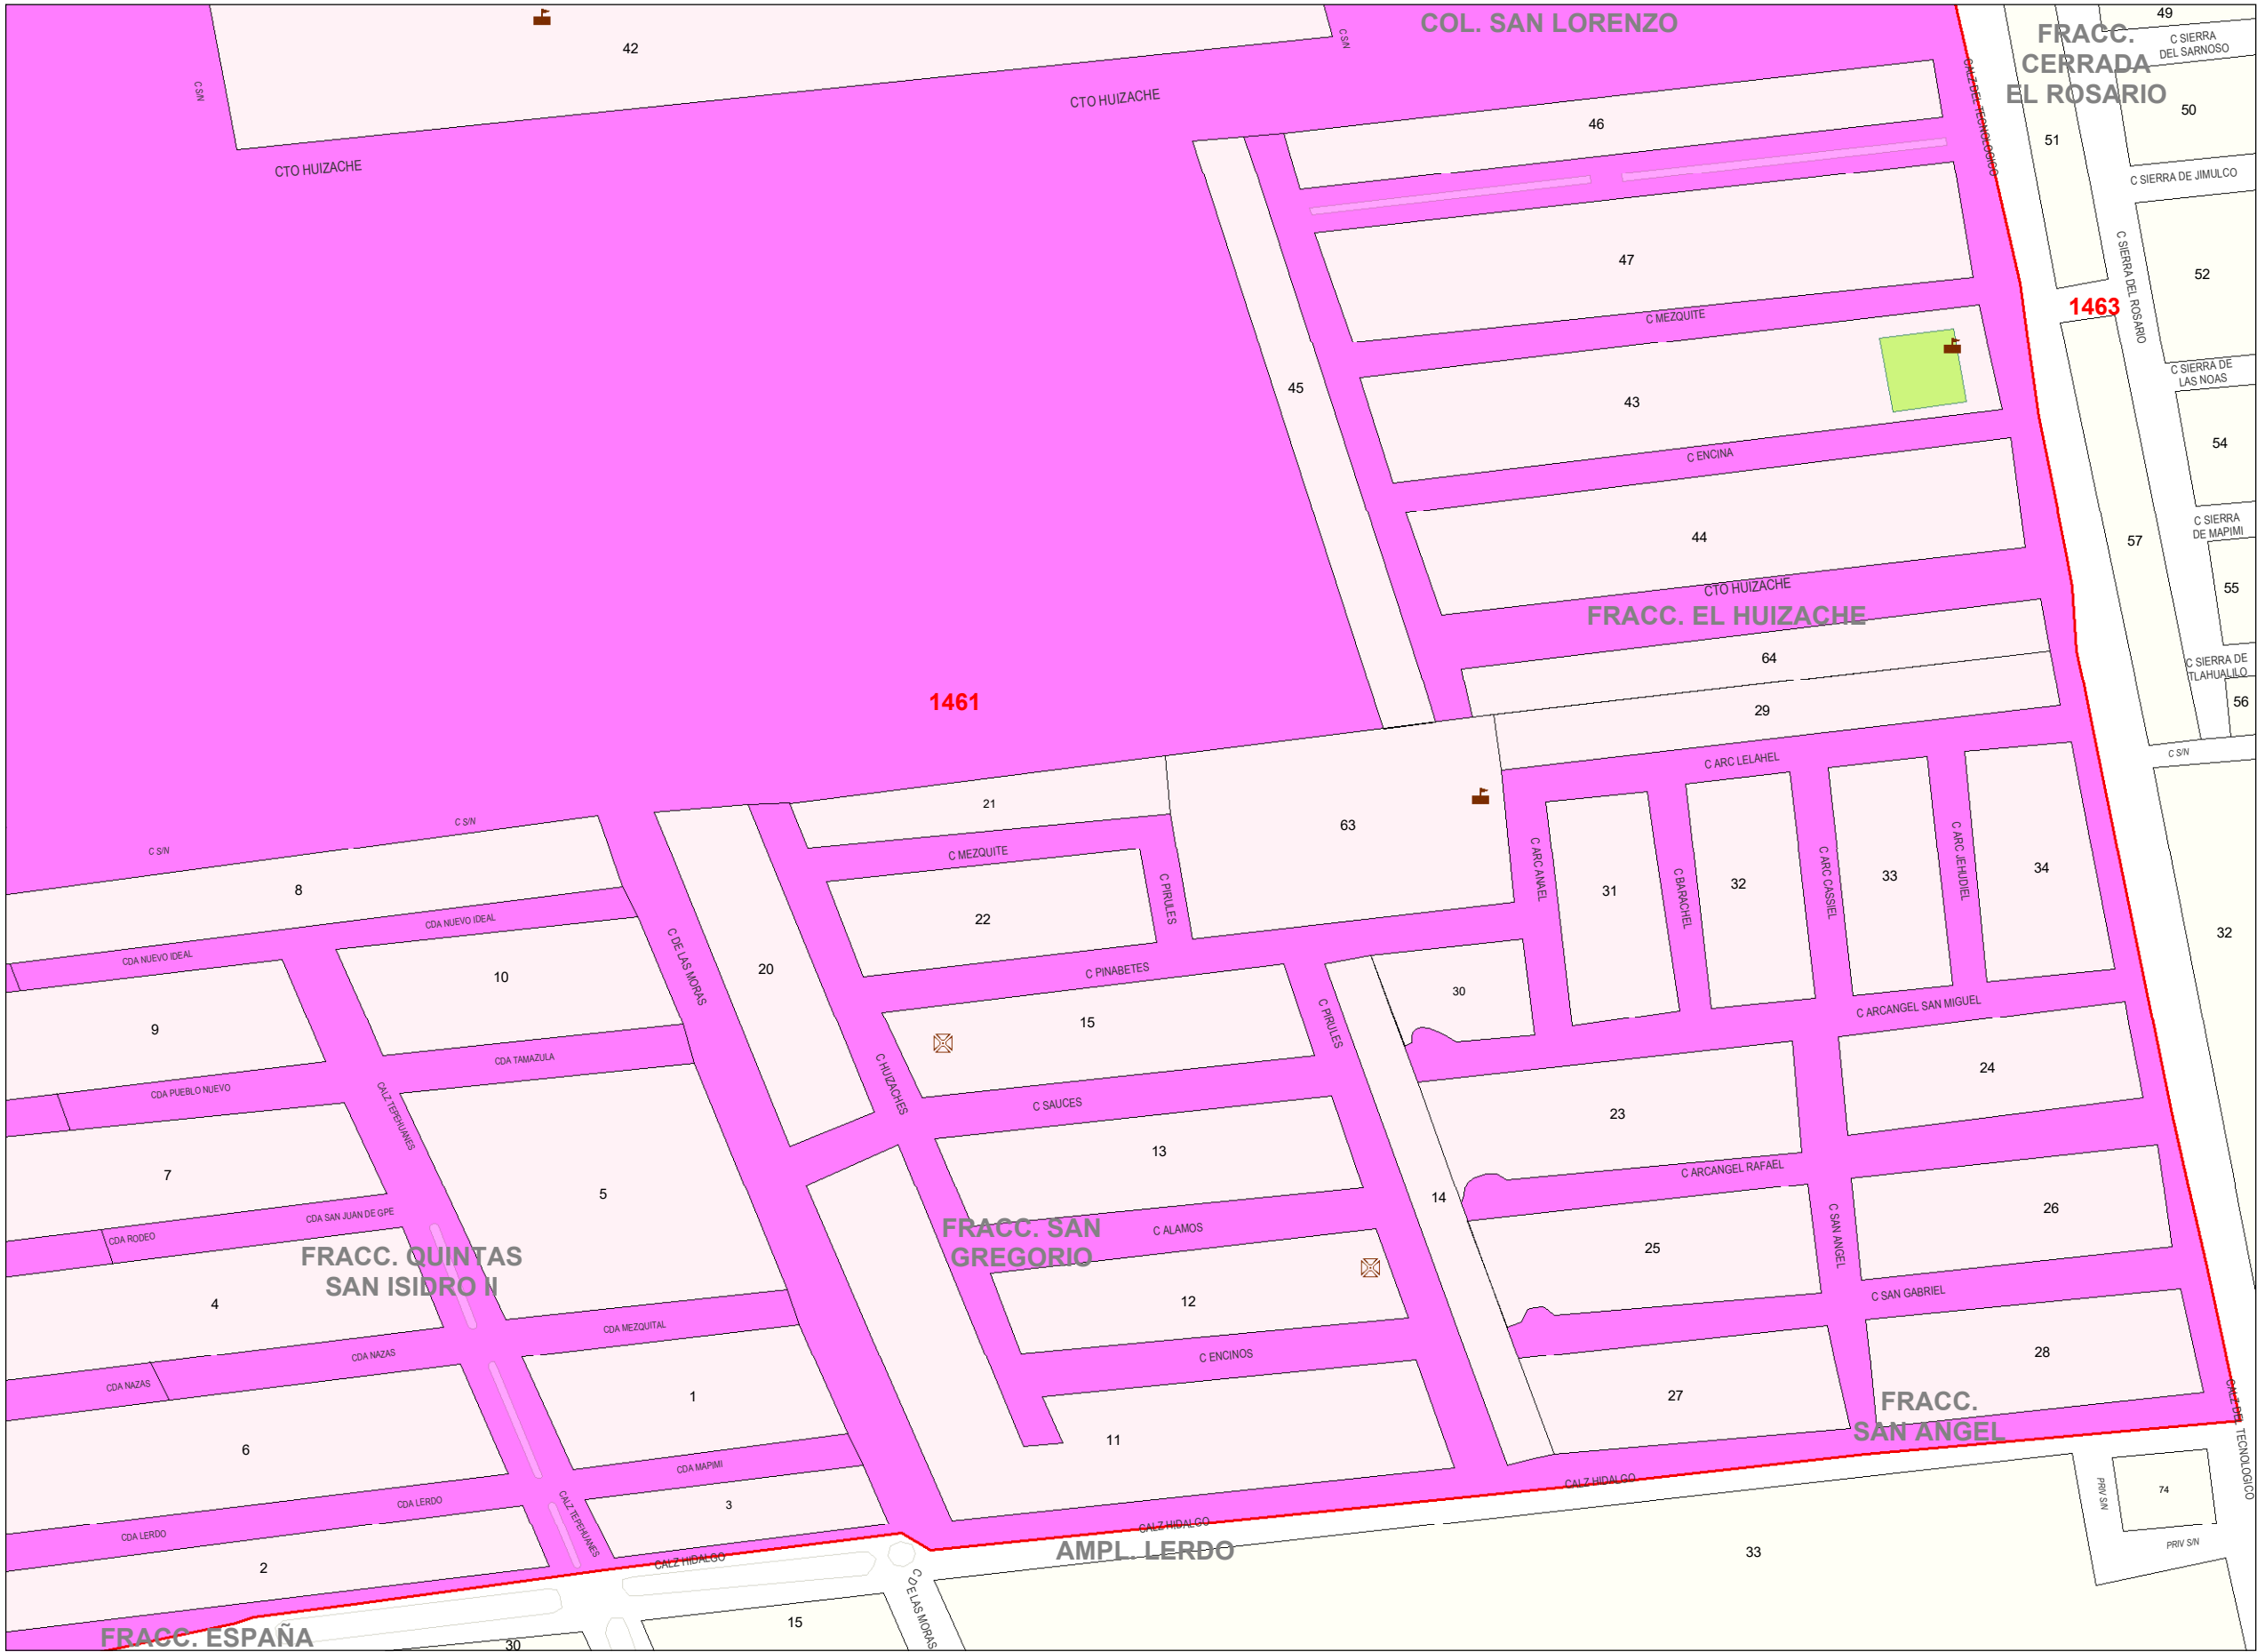 COL. SAN LORENZO
49
FRACC.
CERRADA
EL ROSARIO
C SIERRA
DEL SARNOSO
42
C S/N
C S/N
CTO HUIZACHE
CTO HUIZACHE
CALZ DEL TECNOLOGICO
46
50
51
C SIERRA DE JIMULCO
47
C SIERRA DEL ROSARIO
52
1463
C MEZQUITE
45
43
C SIERRA DE
LAS NOAS
54
C ENCINA
44
C SIERRA
DE MAPIMI
57
55
CTO HUIZACHE
FRACC. EL HUIZACHE
64
C SIERRA DE
TLAHUALILO
56
1461
29
C S/N
C ARC LELAHEL
21
63
C S/N
C S/N
8
C MEZQUITE
C PIRULES
22
C ARC ANAEL
31
C BARACHEL
32
C ARC CASSIEL
33
C ARC JEHUDIEL
34
32
CDA NUEVO IDEAL
CDA NUEVO IDEAL
C DE LAS MORAS
20
10
C PINABETES
30
9
15
C PIRULES
C ARCANGEL SAN MIGUEL
CDA TAMAZULA
C HUIZACHES
24
CDA PUEBLO NUEVO
CALZ TEPEHUANES
C SAUCES
23
7
5
13
14
C ARCANGEL RAFAEL
CDA SAN JUAN DE GPE
CDA RODEO
FRACC. SAN
GREGORIO
C ALAMOS
C SAN ANGEL
26
25
FRACC. QUINTAS
SAN ISIDRO II
4
12
C SAN GABRIEL
CDA MEZQUITAL
CDA NAZAS
CDA NAZAS
C ENCINOS
28
1
27
FRACC.
SAN ANGEL
CALZ DEL TECNOLOGICO
6
11
CDA MAPIMI
CALZ HIDALGO
CDA LERDO
CDA LERDO
3
CALZ TEPEHUANES
PRIV S/N
74
CALZ HIDALGO
AMPL. LERDO
33
PRIV S/N
CALZ HIDALGO
2
C DE LAS MORAS
15
FRACC. ESPAÑA
30